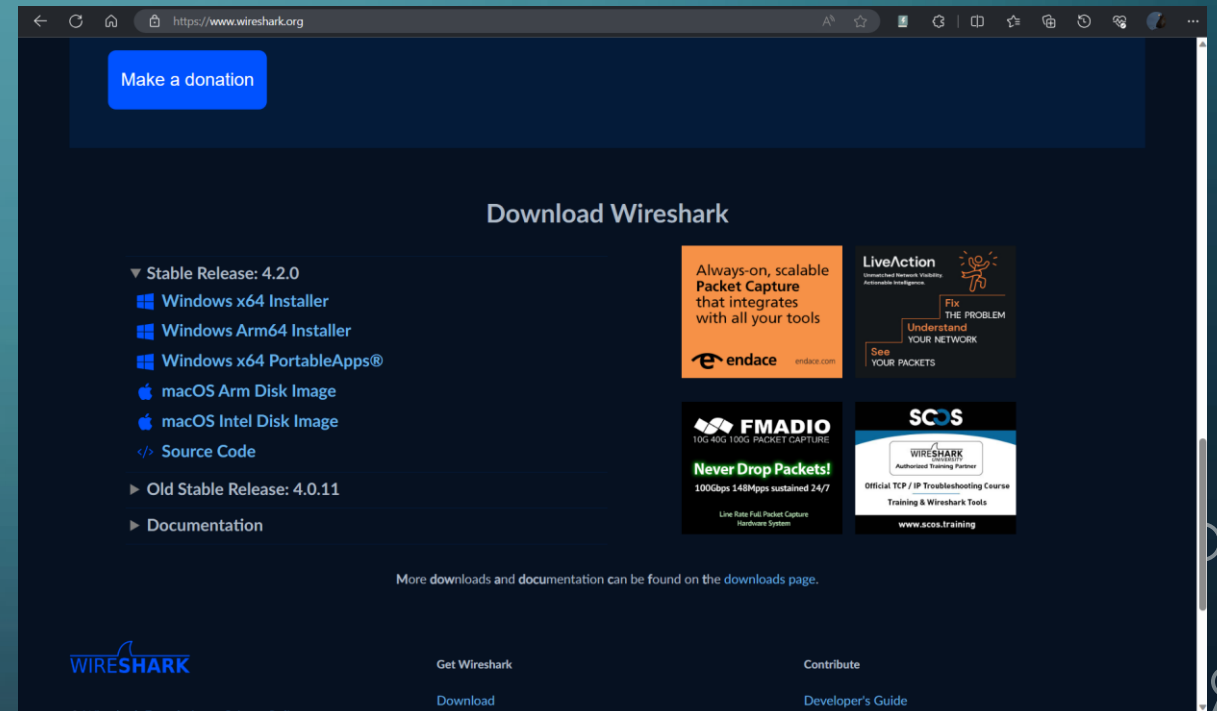 https://www.wireshark.org
Make a donation
Download Wireshark
Stable Release: 4.2.0
Windows x64 Installer
Windows Arm64 Installer
Windows x64 PortableApps®
macOS Arm Disk Image
macOS Intel Disk Image
</> Source Code
Old Stable Release: 4.0.11
Documentation
Always-on, scalable
Packet Capture
that integrates
with all your tools
endace endace.com
LiveAction
Unmatched Network Visibility.
Actionable Intelligence.
Fix
THE PROBLEM
Understand
YOUR NETWORK
See
YOUR PACKETS
FMADIO
10G 40G 100G PACKET CAPTURE
Never Drop Packets!
100Gbps 148Mpps sustained 24/7
Line Rate Full Packet Capture
Hardware System
SCOS
WIRESHARK
UNIVERSITY
Authorized Training Partner
Official TCP / IP Troubleshooting Course
Training & Wireshark Tools
www.scos.training
More downloads and documentation can be found on the downloads page.
WIRESHARK
Get Wireshark
Contribute
Download
Developer's Guide